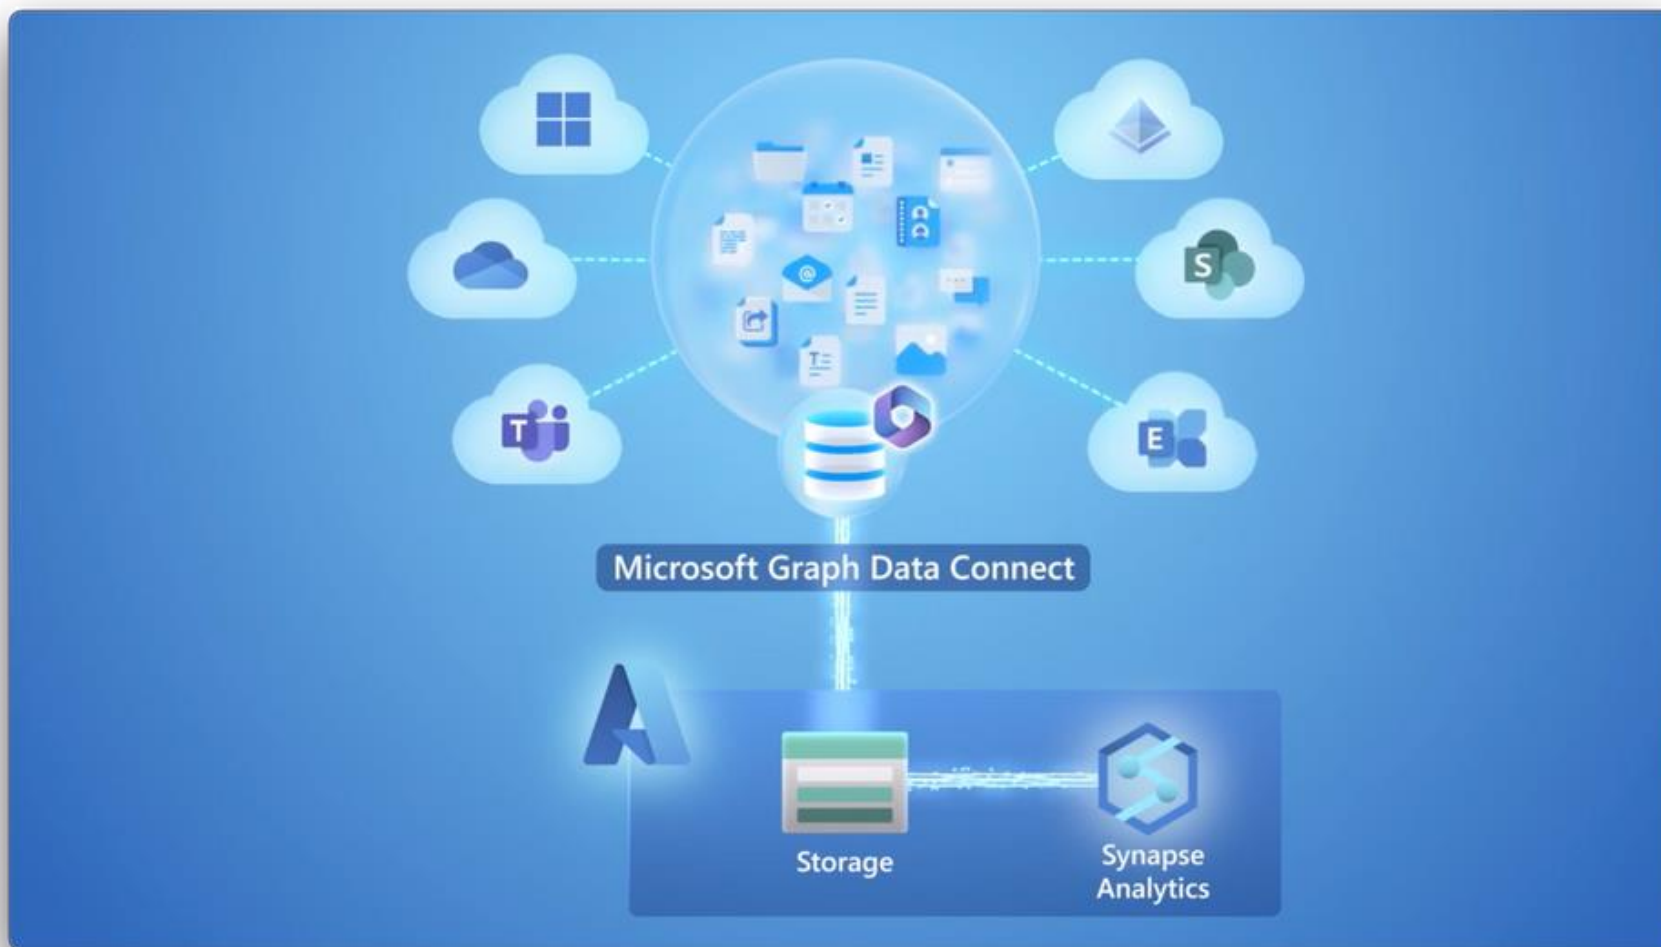 T
S
@
T
E
Microsoft Graph Data Connect
Storage
Synapse
Analytics